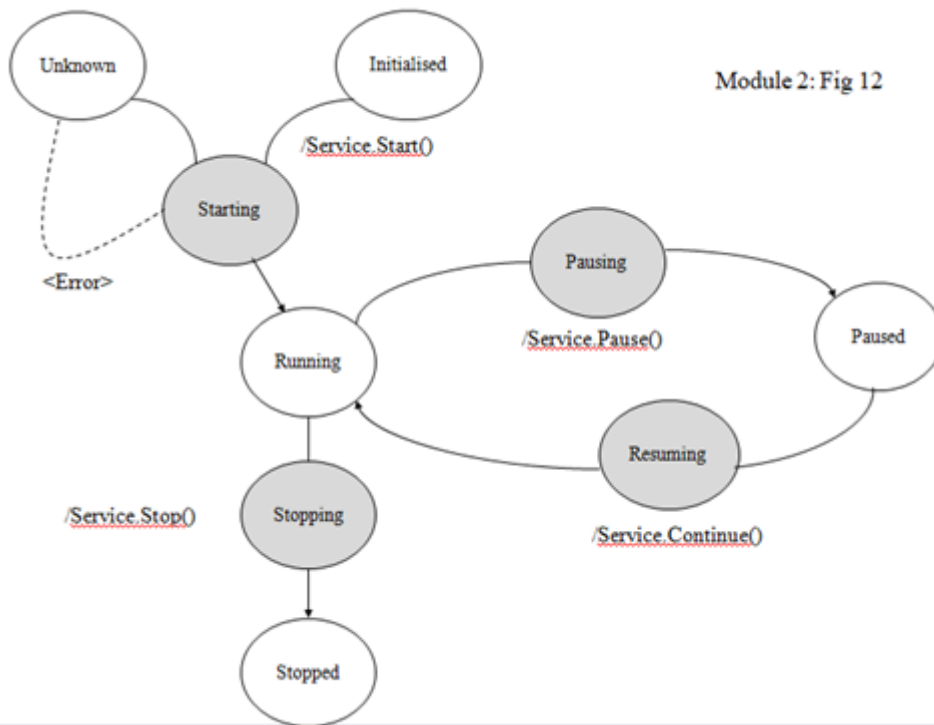 Unknown
Initialised
Module 2: Fig 12
/Service.Start()
Starting
Pausing
<Error>
/Service.Pause()
Paused
Running
Resuming
/Service.Stop()
Stopping
/Service.Continue()
Stopped